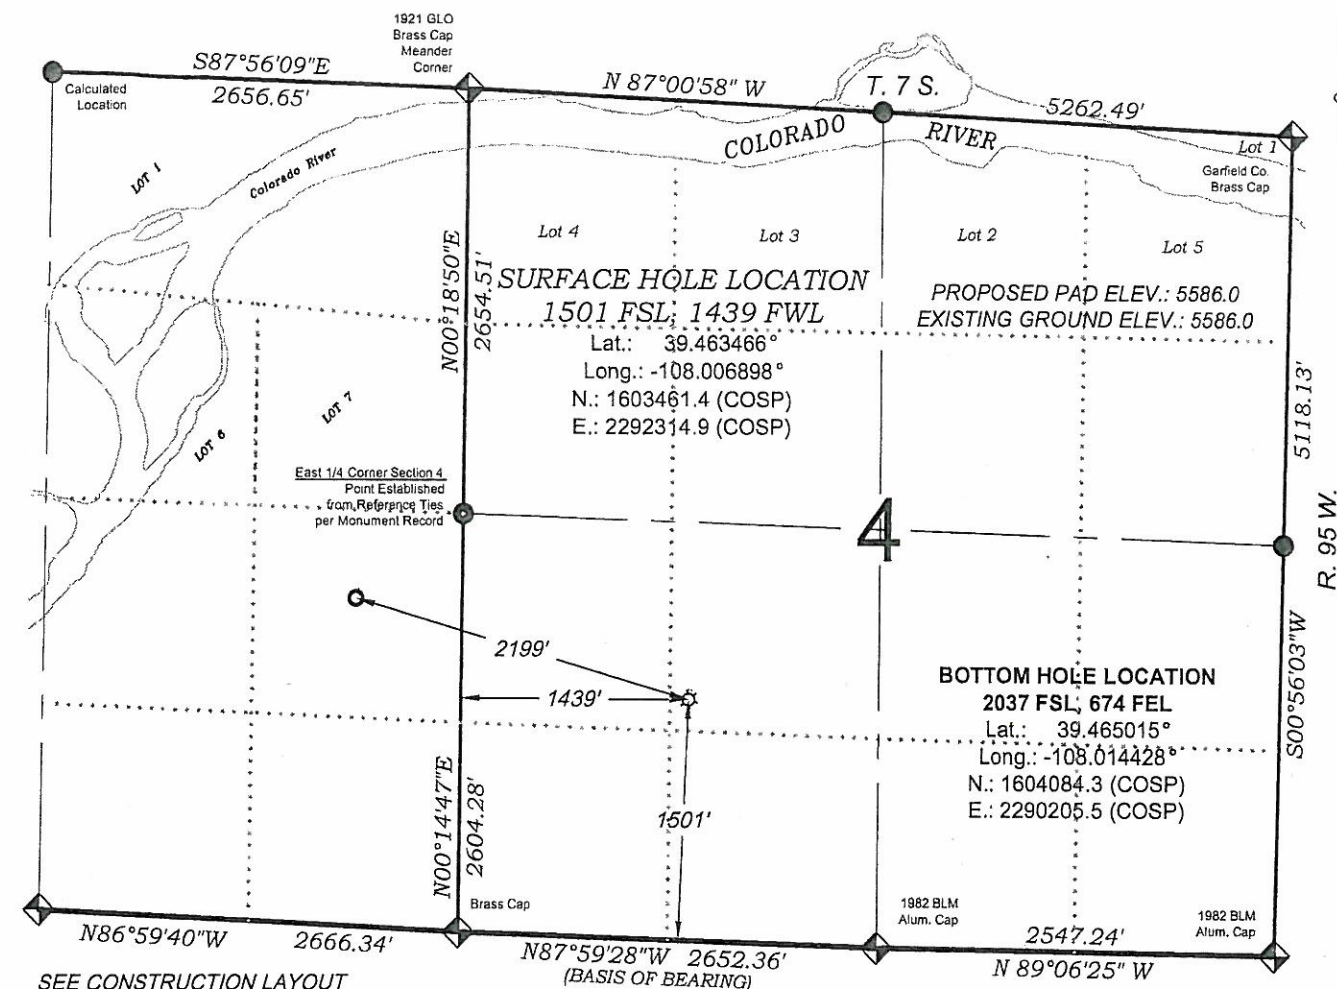 1921 GLO
Brass Cap
Meander
Corner
S87°56'09"E
2656.65'
Calculated
Location
N 87°00'58" W
T. 7 S.
5262.49'
COLORADO RIVER
Lot 1
Garfield Co.
Brass Cap
LOT 1
Colorado River
Lot 4
Lot 3
Lot 2
Lot 5
N00°18'50"E
2654.51'
SURFACE HOLE LOCATION
1501 FSL, 1439 FWL
Lat.: 39.463466°
Long.: -108.006898°
N.: 1603461.4 (COSP)
E.: 2292314.9 (COSP)
PROPOSED PAD ELEV.: 5586.0
EXISTING GROUND ELEV.: 5586.0
5118.13'
R. 95 W.
LOT 7
LOT 6
East 1/4 Corner Section 4
Point Established
from Reference Ties
per Monument Record
4
2199'
1439'
1501'
BOTTOM HOLE LOCATION
2037 FSL, 674 FEL
Lat.: 39.465015°
Long.: -108.014428°
N.: 1604084.3 (COSP)
E.: 2290205.5 (COSP)
S00°56'03"W
N00°14'47"E
2604.28'
Brass Cap
1982 BLM
Alum. Cap
1982 BLM
Alum. Cap
N86°59'40"W 2666.34'
N87°59'28"W 2652.36'
(BASIS OF BEARING)
2547.24'
N 89°06'25" W
SEE CONSTRUCTION LAYOUT